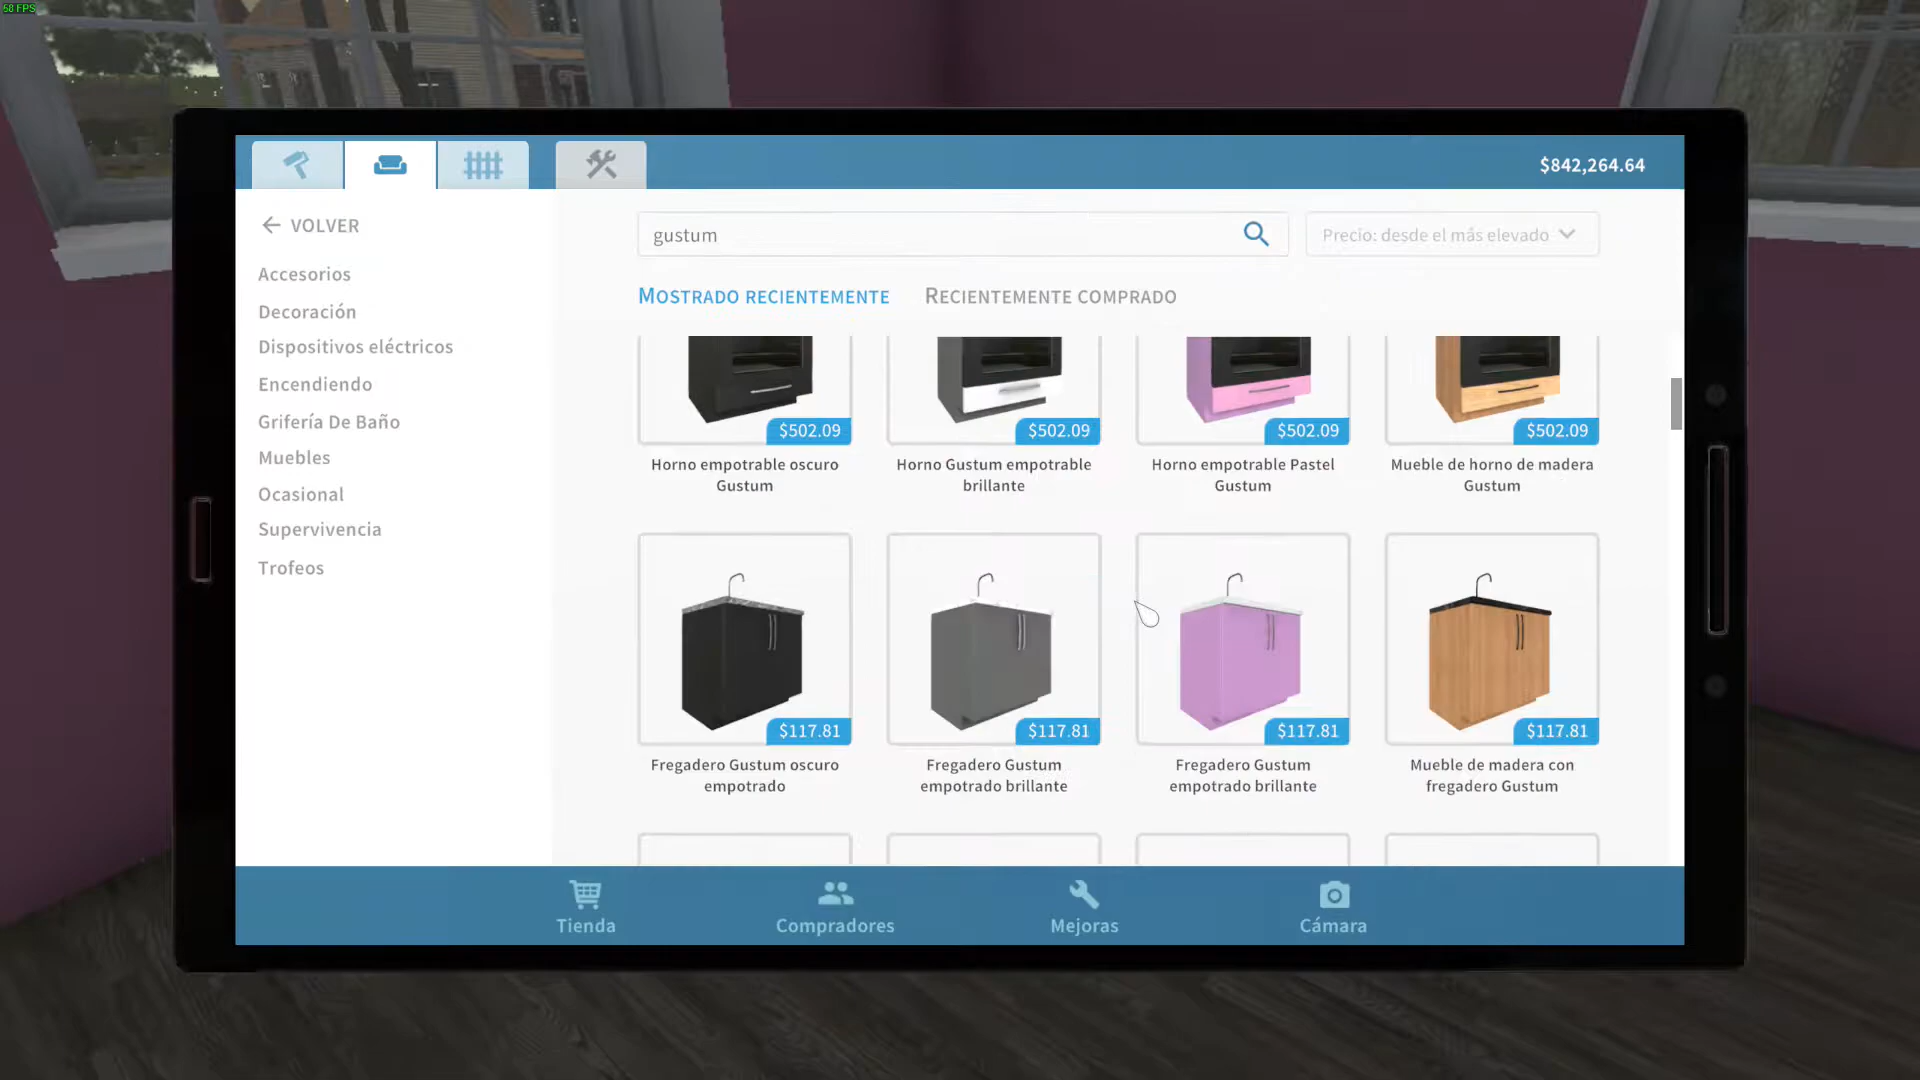 58 FPS
$842,264.64
VOLVER
gustum
Precio: desde el más elevado
Accesorios
Decoración
Dispositivos eléctricos
Encendiendo
Grifería De Baño
Muebles
Ocasional
Supervivencia
Trofeos
MOSTRADO RECIENTEMENTE
RECIENTEMENTE COMPRADO
$502.09
$502.09
$502.09
$502.09
Horno empotrable oscuro
Gustum
Horno Gustum empotrable
brillante
Horno empotrable Pastel
Gustum
Mueble de horno de madera
Gustum
$117.81
$117.81
$117.81
$117.81
Fregadero Gustum oscuro
empotrado
Fregadero Gustum
empotrado brillante
Fregadero Gustum
empotrado brillante
Mueble de madera con
fregadero Gustum
Tienda
Compradores
Mejoras
Cámara